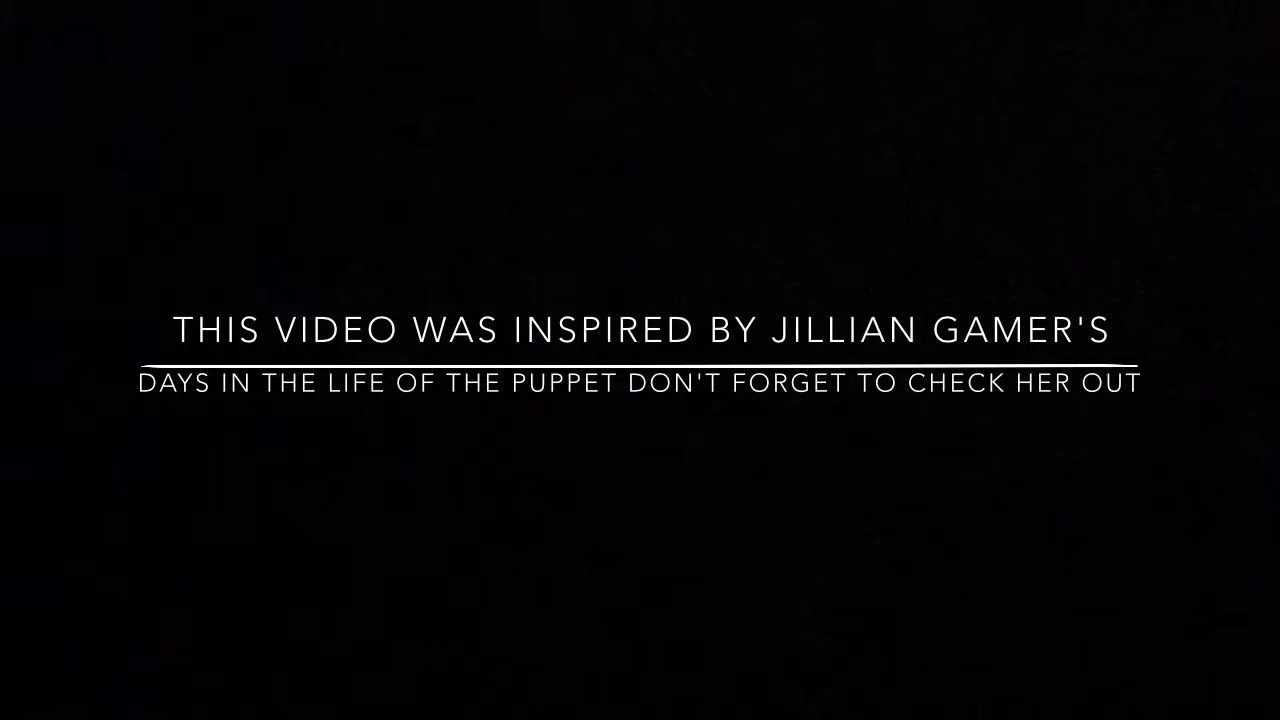 THIS VIDEO WAS INSPIRED BY JILLIAN GAMER'S
DAYS IN THE LIFE OF THE PUPPET DON'T FORGET TO CHECK HER OUT